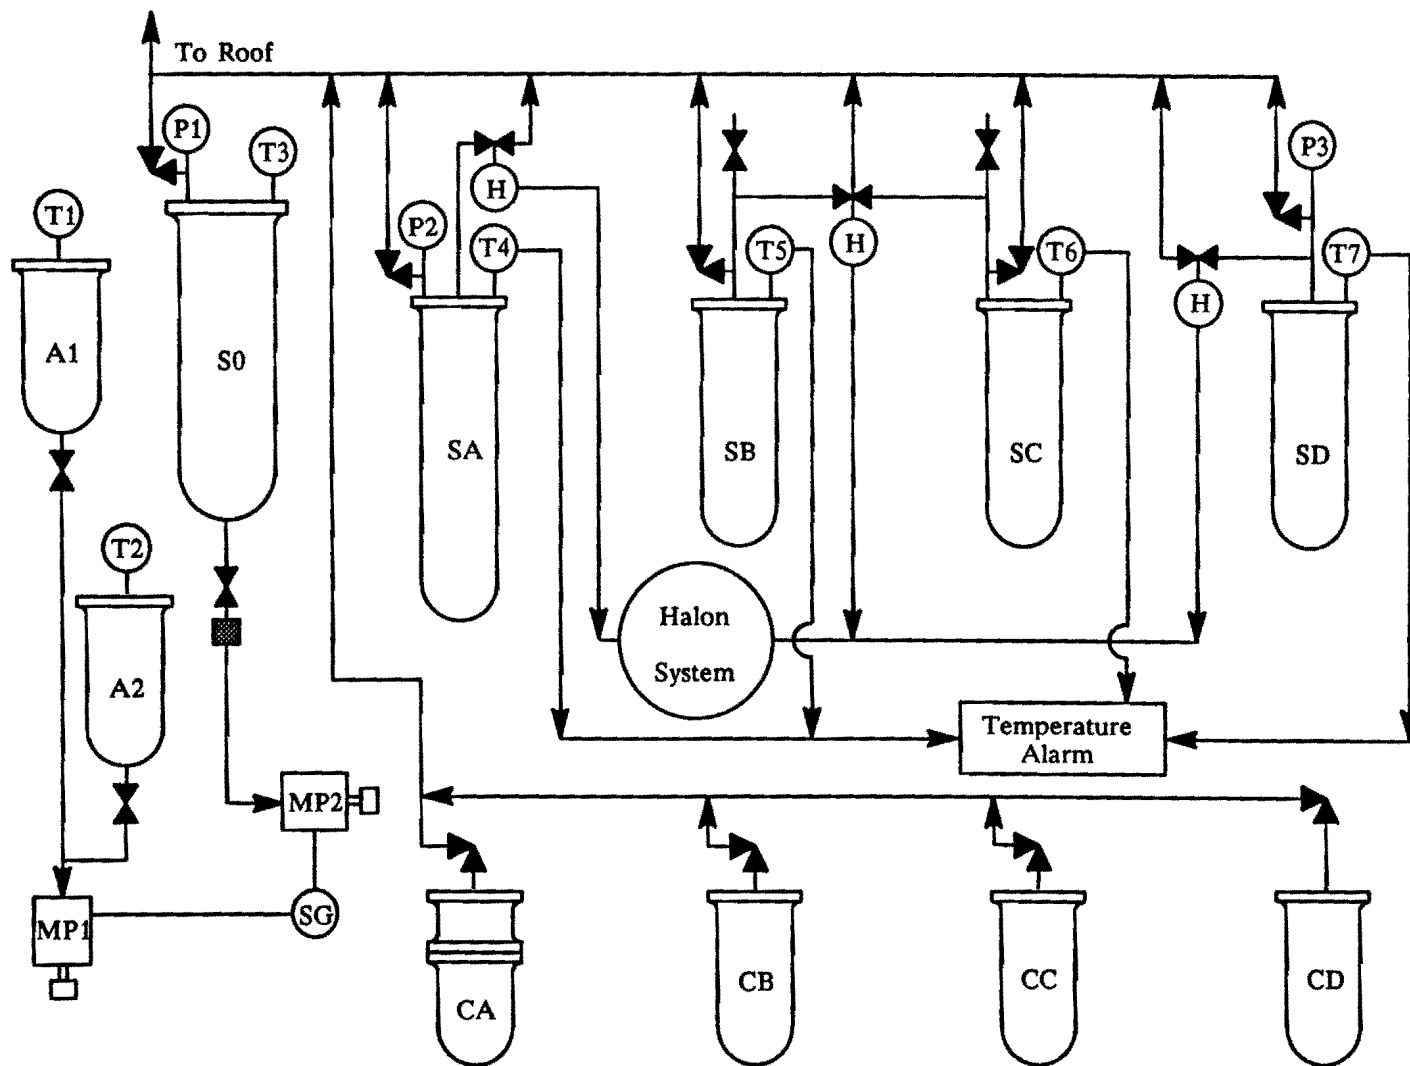 To Roof
P1
T3
P3
T1
H
P2
T4
T5
H
T6
T7
H
A1
S0
SA
SB
SC
SD
T2
Halon
System
A2
Temperature
Alarm
MP2
SG
MP1
CA
CB
CC
CD